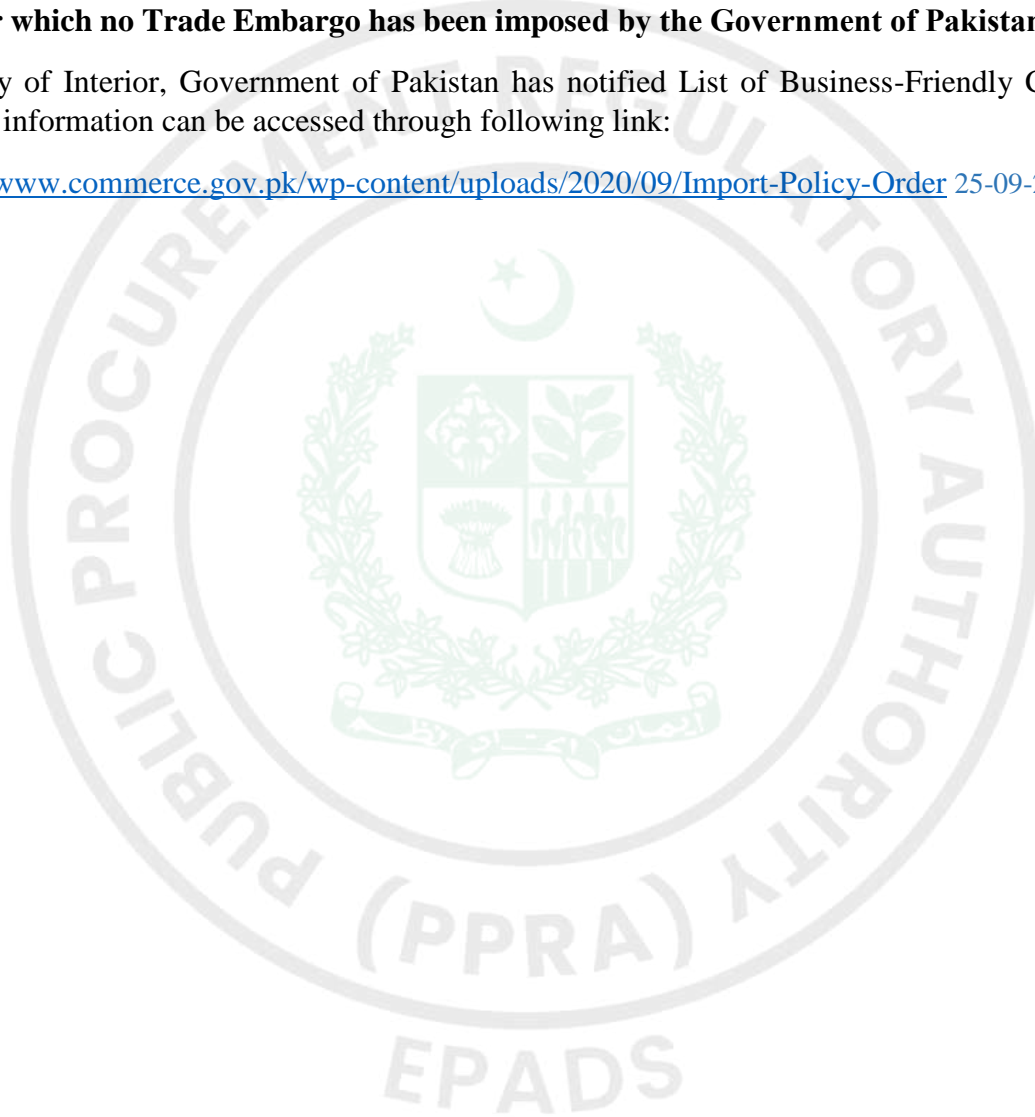 r which no Trade Embargo has been imposed by the Government of Pakistan
y of Interior, Government of Pakistan has notified List of Business-Friendly C
information can be accessed through following link:
www.commerce.gov.pk/wp-content/uploads/2020/09/Import-Policy-Order 25-09-
PUBLIC PROCUREMENT REGULATORY AUTHORITY
(PPRA)
EPADS